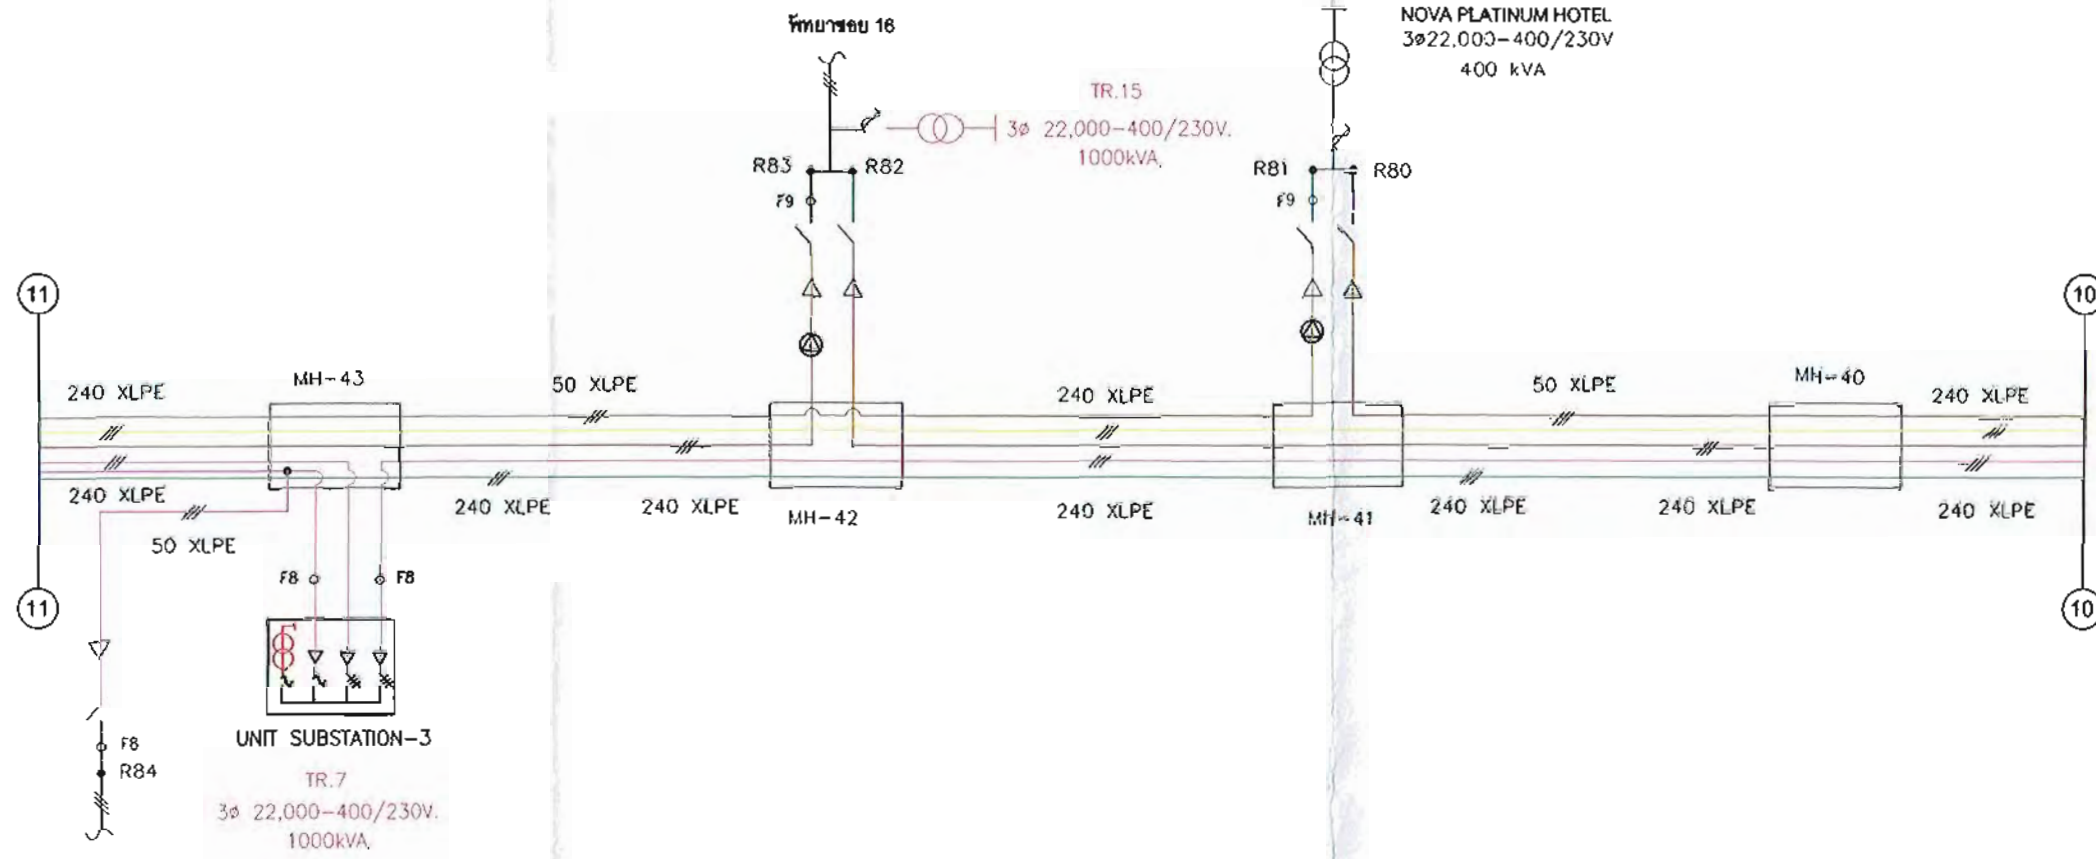 พัทยาซอย 16
NOVA PLATINUM HOTEL
3ø22,000-400/230V
400 kVA
TR.15
3ø 22,000-400/230V.
1000kVA.
R83
R82
R81
R80
F9
F9
11
10
240 XLPE
MH-43
50 XLPE
240 XLPE
50 XLPE
MH-40
240 XLPE
240 XLPE
50 XLPE
240 XLPE
240 XLPE
MH-42
240 XLPE
MH-41
240 XLPE
240 XLPE
240 XLPE
F8
F8
11
10
UNIT SUBSTATION-3
F8
R84
TR.7
3ø 22,000-400/230V.
1000kVA.